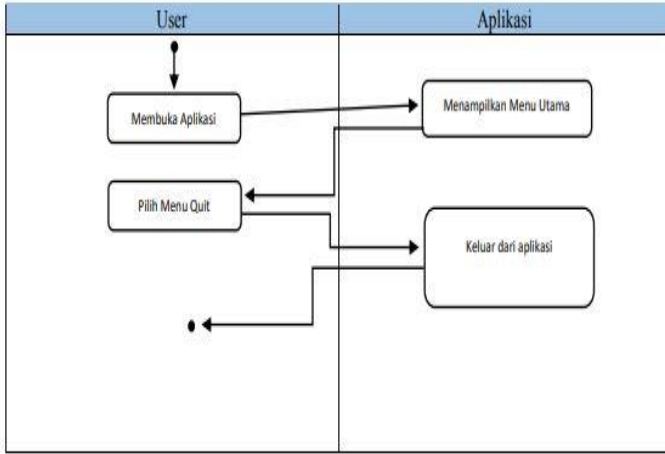 User
Aplikasi
Membuka Aplikasi
Menampilkan Menu Utama
Pilih Menu Quit
Keluar dari aplikasi